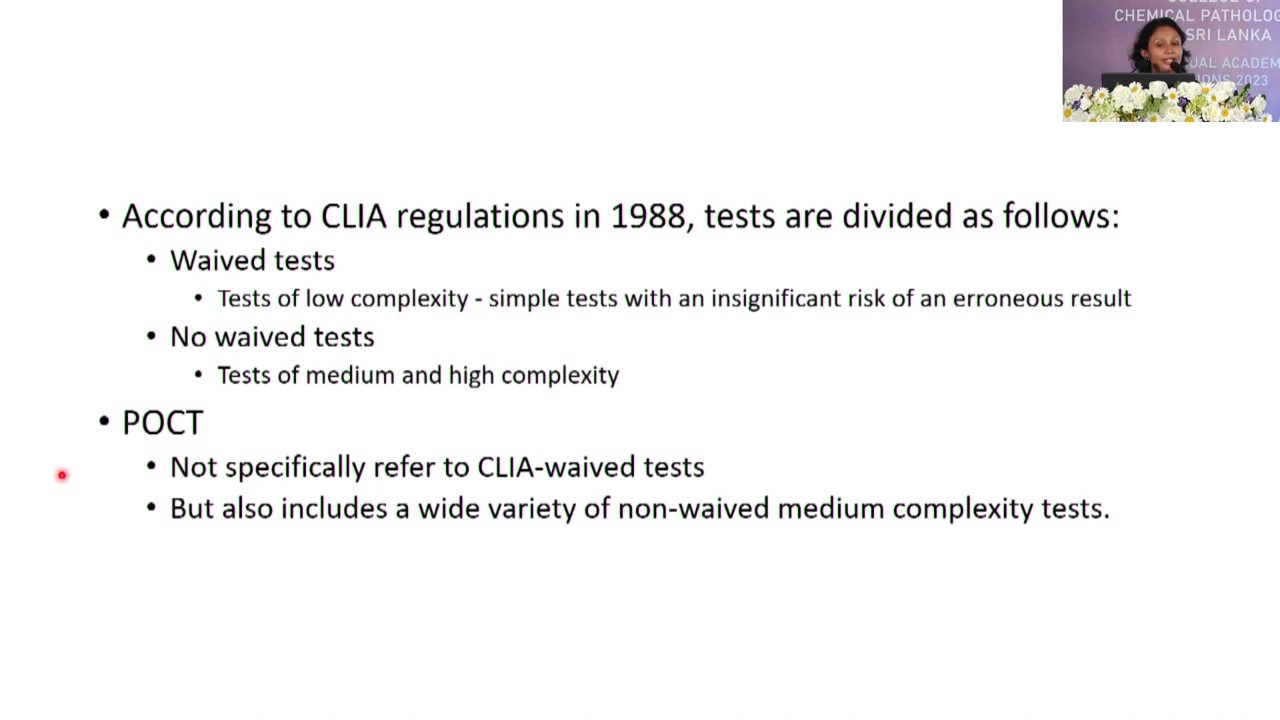 CHEMICAL PATHOLOG
SRI LANKA
UAL ACADEM
IONS 2023
• According to CLIA regulations in 1988, tests are divided as follows:
• Waived tests
• Tests of low complexity - simple tests with an insignificant risk of an erroneous result
• No waived tests
• Tests of medium and high complexity
• POCT
• Not specifically refer to CLIA-waived tests
• But also includes a wide variety of non-waived medium complexity tests.